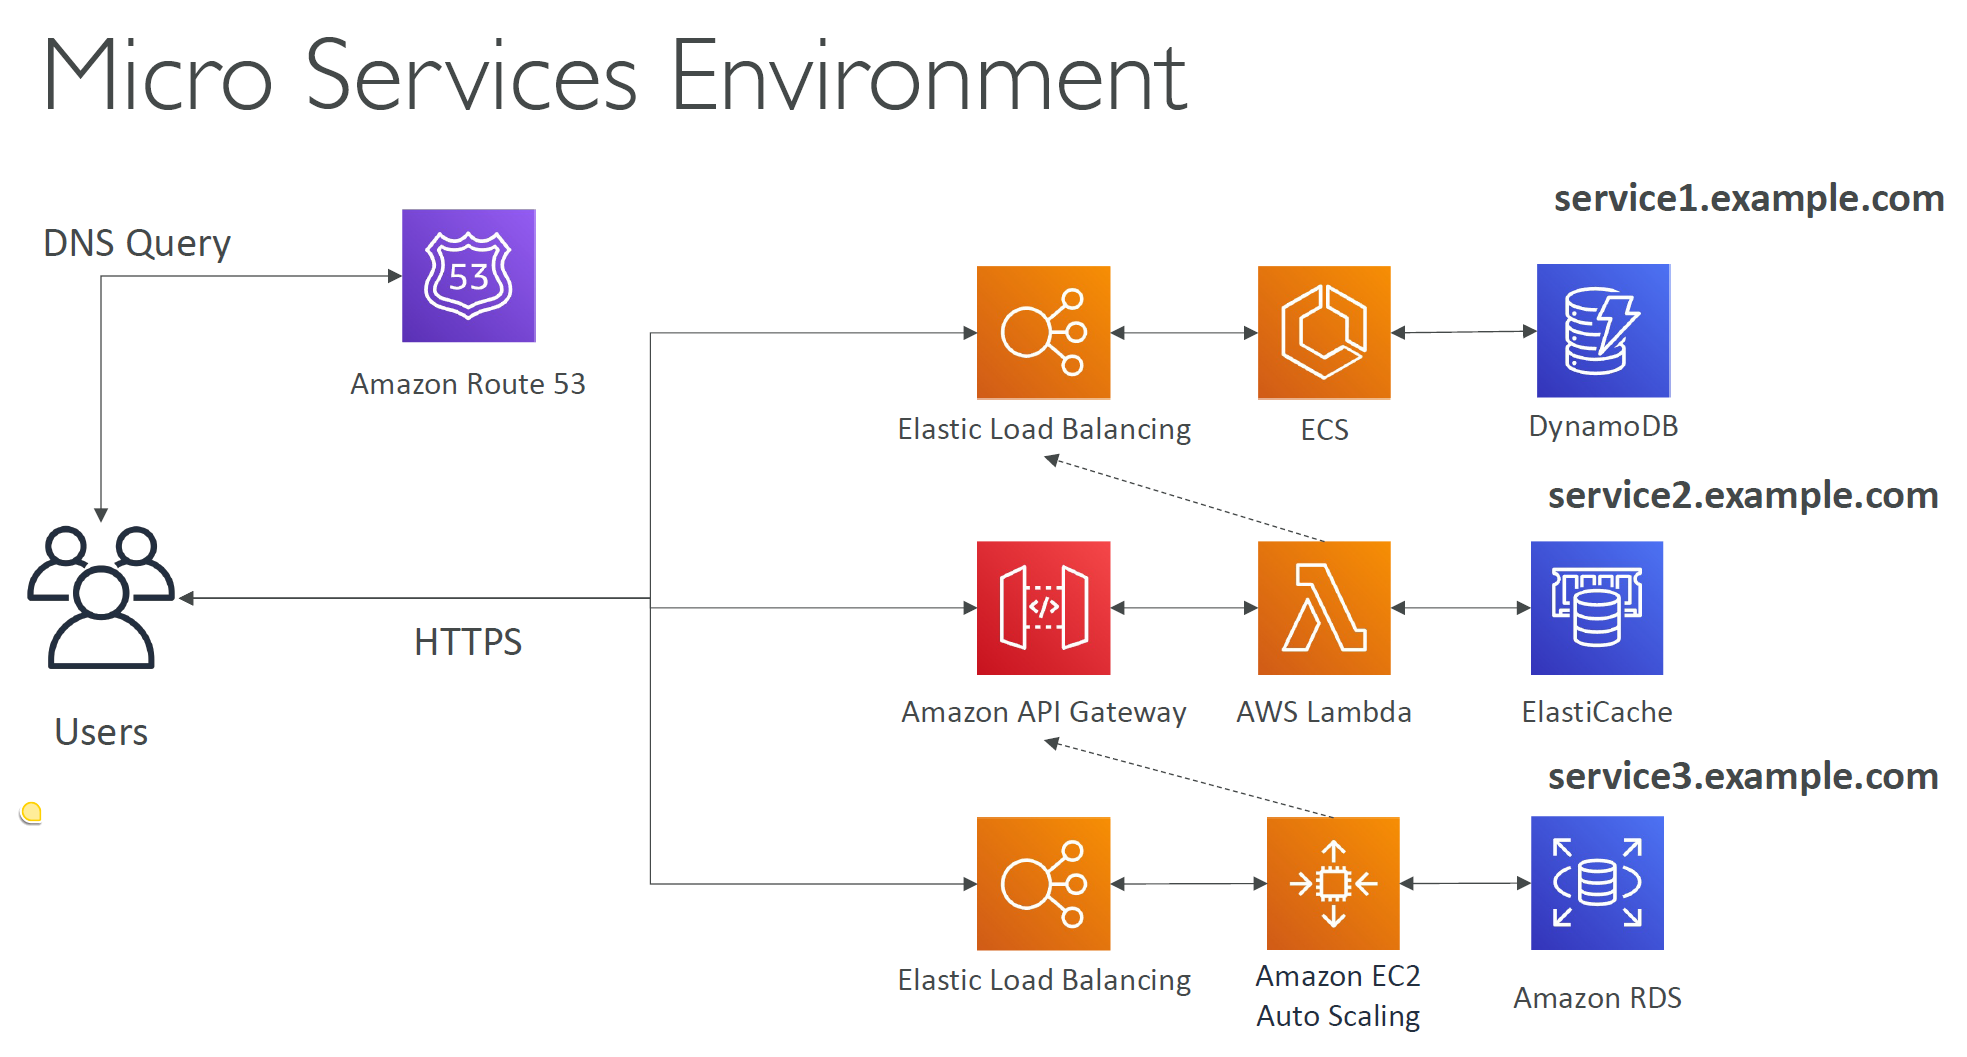 Micro Services Environment
service1.example.com
DNS Query
53
Amazon Route 53
Elastic Load Balancing
ECS
DynamoDB
service2.example.com
HTTPS
Users
</>
Amazon API Gateway
AWS Lambda
ElastiCache
service3.example.com
Elastic Load Balancing
Amazon EC2
Auto Scaling
Amazon RDS